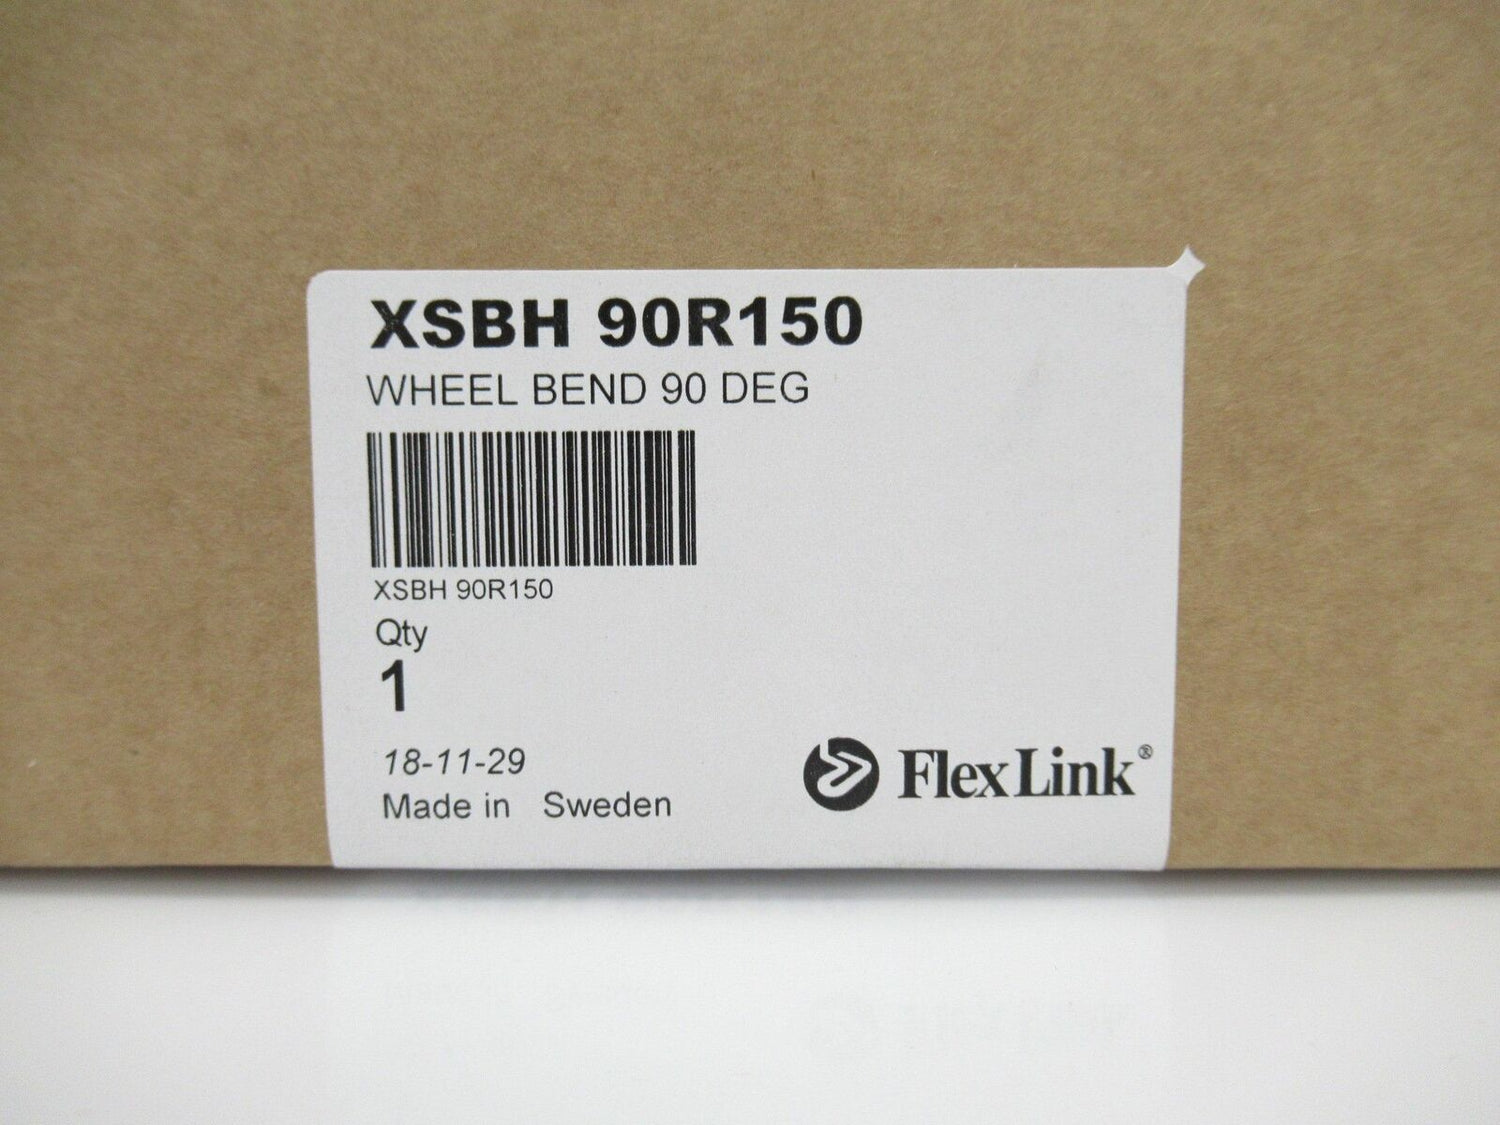 XSBH 90R150
WHEEL BEND 90 DEG
XSBH 90R150
Qty
1
18-11-29
Made in Sweden
FlexLink®